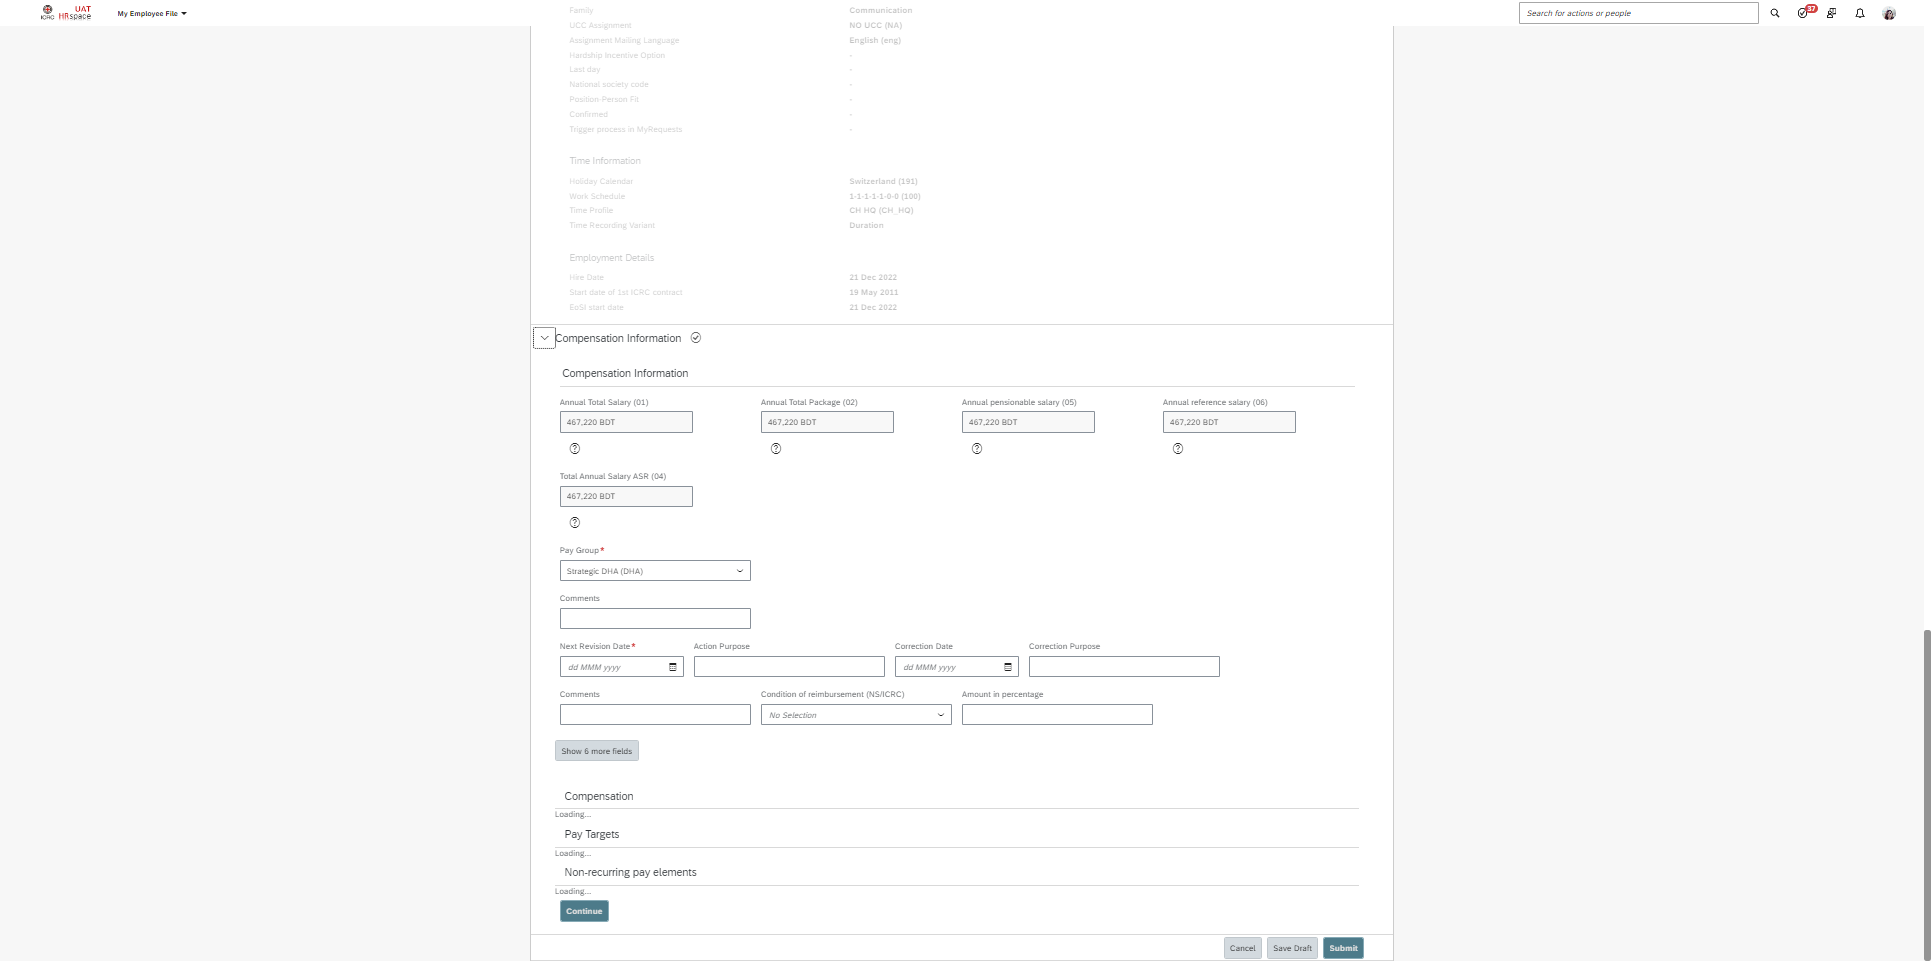 ICRC UAT HRspace My Employee File Search for actions or people 37
Family Communication
UCC Assignment NO UCC (NA)
Assignment Mailing Language English (eng)
Hardship Incentive Option -
Last day -
National society code -
Position-Person Fit -
Confirmed -
Trigger process in MyRequests -
Time Information
Holiday Calendar Switzerland (191)
Work Schedule 1-1-1-1-1-0-0 (100)
Time Profile CH HQ (CH_HQ)
Time Recording Variant Duration
Employment Details
Hire Date 21 Dec 2022
Start date of 1st ICRC contract 19 May 2011
EoSI start date 21 Dec 2022
Compensation Information
Compensation Information
Annual Total Salary (01) Annual Total Package (02) Annual pensionable salary (05) Annual reference salary (06)
467,220 BDT 467,220 BDT 467,220 BDT 467,220 BDT
Total Annual Salary ASR (04)
467,220 BDT
Pay Group*
Strategic DHA (DHA)
Comments
Next Revision Date* Action Purpose Correction Date Correction Purpose
dd MMM yyyy dd MMM yyyy
Comments Condition of reimbursement (NS/ICRC) Amount in percentage
No Selection
Show 6 more fields
Compensation
Loading...
Pay Targets
Loading...
Non-recurring pay elements
Loading...
Continue
Cancel Save Draft Submit